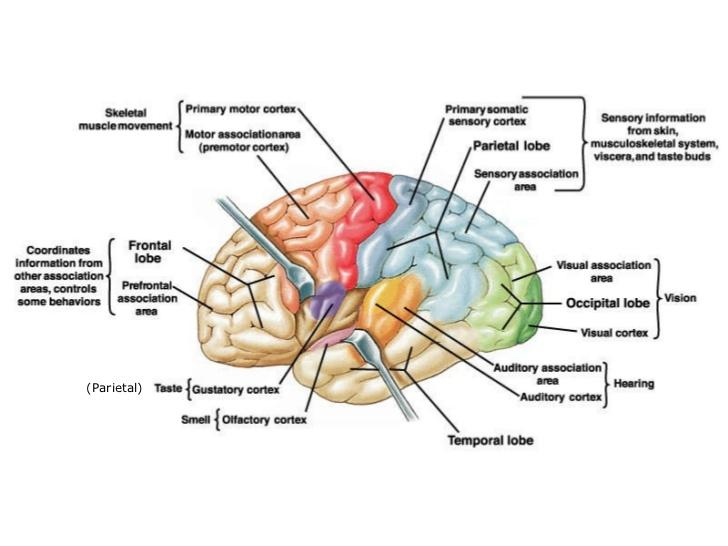 Skeletal
muscle movement
Primary motor cortex
Motor association area
(premotor cortex)
Primary somatic
sensory cortex
Parietal lobe
Sensory association
area
Sensory information
from skin,
musculoskeletal system,
viscera, and taste buds
Coordinates
information from
other association
areas, controls
some behaviors
Frontal
lobe
Prefrontal
association
area
Visual association
area
Occipital lobe
Visual cortex
Vision
(Parietal)
Taste
Gustatory cortex
Smell
Olfactory cortex
Auditory association
area
Auditory cortex
Hearing
Temporal lobe